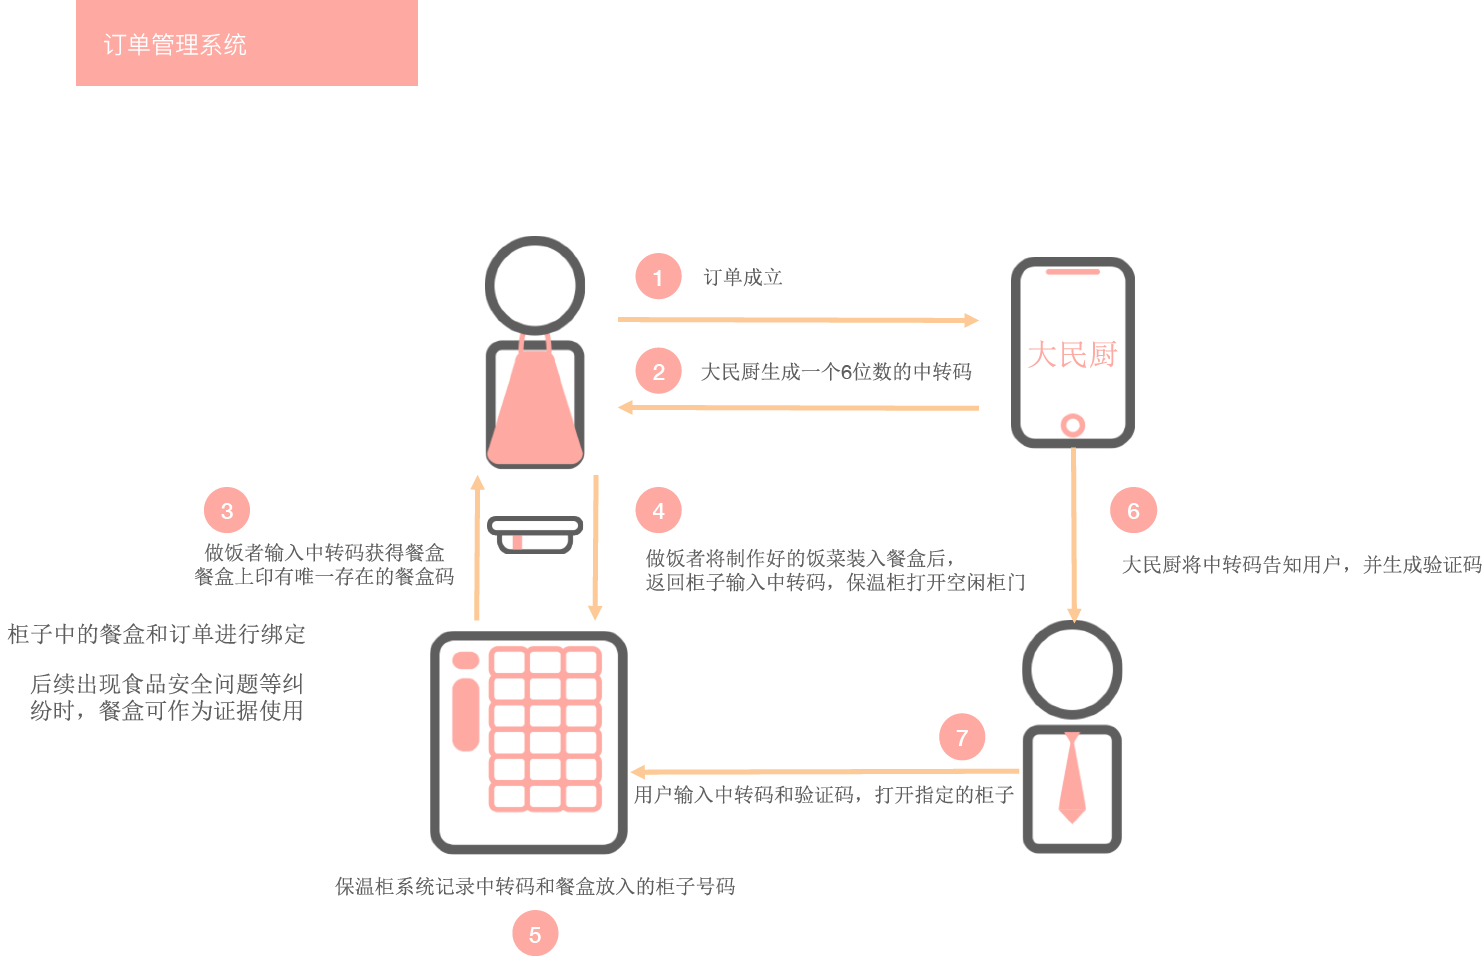 订单管理系统
1
订单成立
大民厨
2
大民厨生成一个6位数的中转码
3
做饭者输入中转码获得餐盒
餐盒上印有唯一存在的餐盒码
4
做饭者将制作好的饭菜装入餐盒后，
返回柜子输入中转码，保温柜打开空闲柜门
6
大民厨将中转码告知用户，并生成验证码
柜子中的餐盒和订单进行绑定
后续出现食品安全问题等纠
纷时，餐盒可作为证据使用
7
用户输入中转码和验证码，打开指定的柜子
保温柜系统记录中转码和餐盒放入的柜子号码
5